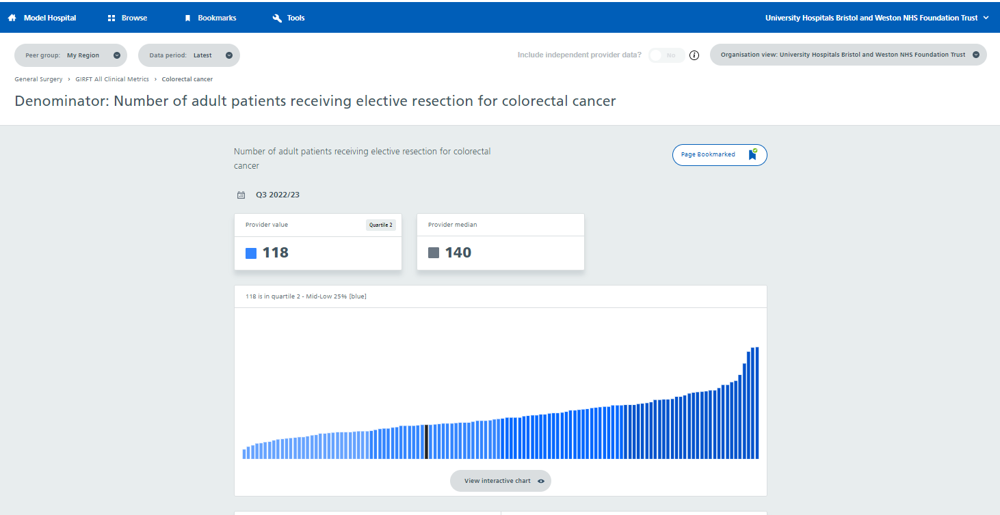 Model Hospital Browse Bookmarks Tools University Hospitals Bristol and Weston NHS Foundation Trust
Peer group: My Region Data period: Latest Include independent provider data? No i Organisation view: University Hospitals Bristol and Weston NHS Foundation Trust
General Surgery > GIRFT All Clinical Metrics > Colorectal cancer
Denominator: Number of adult patients receiving elective resection for colorectal cancer
Number of adult patients receiving elective resection for colorectal
cancer
Page Bookmarked
Q3 2022/23
Provider value Quartile 2 Provider median
118 140
118 is in quartile 2 - Mid-Low 25% [blue]
View interactive chart